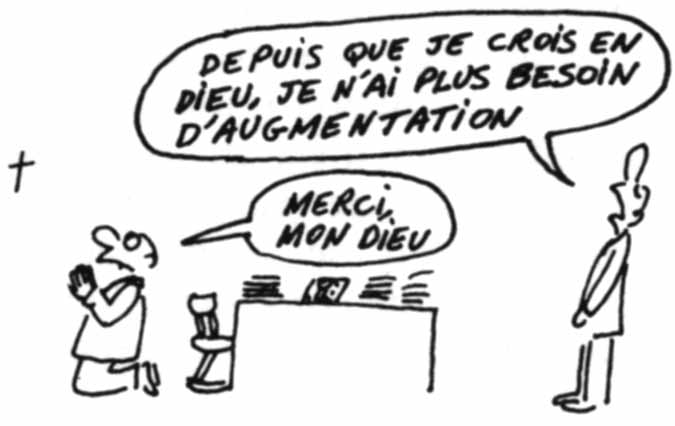 DEPUIS QUE JE CROIS EN
DIEU, JE N'AI PLUS BESOIN
D'AUGMENTATION
MERCI,
MON DIEU